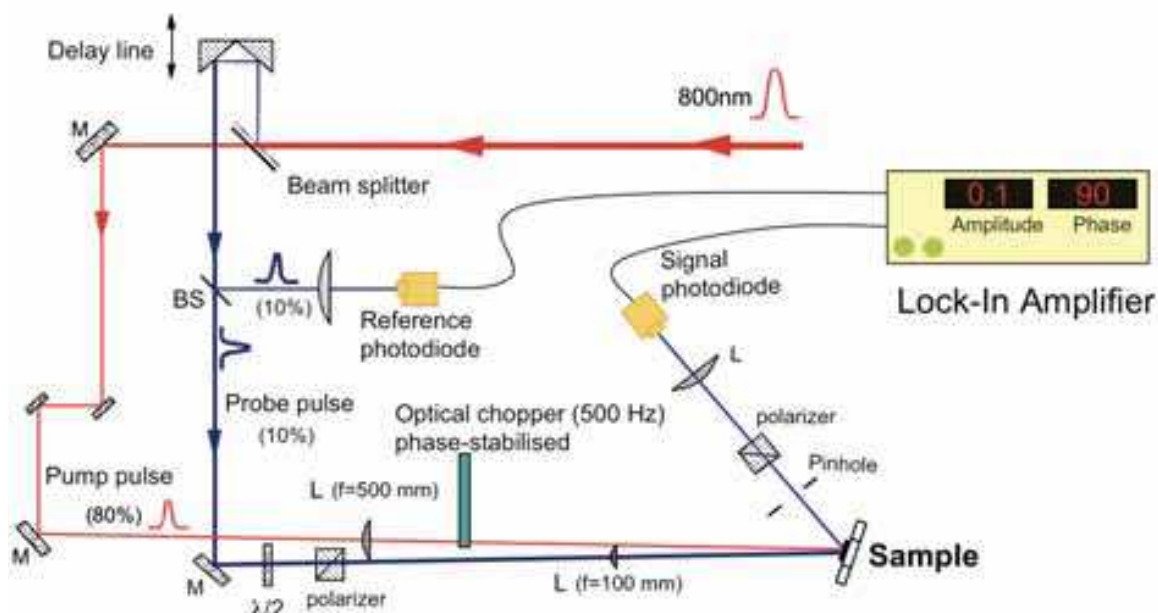 Delay line
M
800nm
Beam splitter
0.1
90
Amplitude
Phase
Lock-In Amplifier
BS
(10%)
Reference
photodiode
Signal
photodiode
L
Probe pulse
(10%)
Optical chopper (500 Hz)
phase-stabilised
polarizer
Pinhole
Pump pulse
(80%)
L (f=500 mm)
M
M
λ/2
polarizer
L (f=100 mm)
Sample